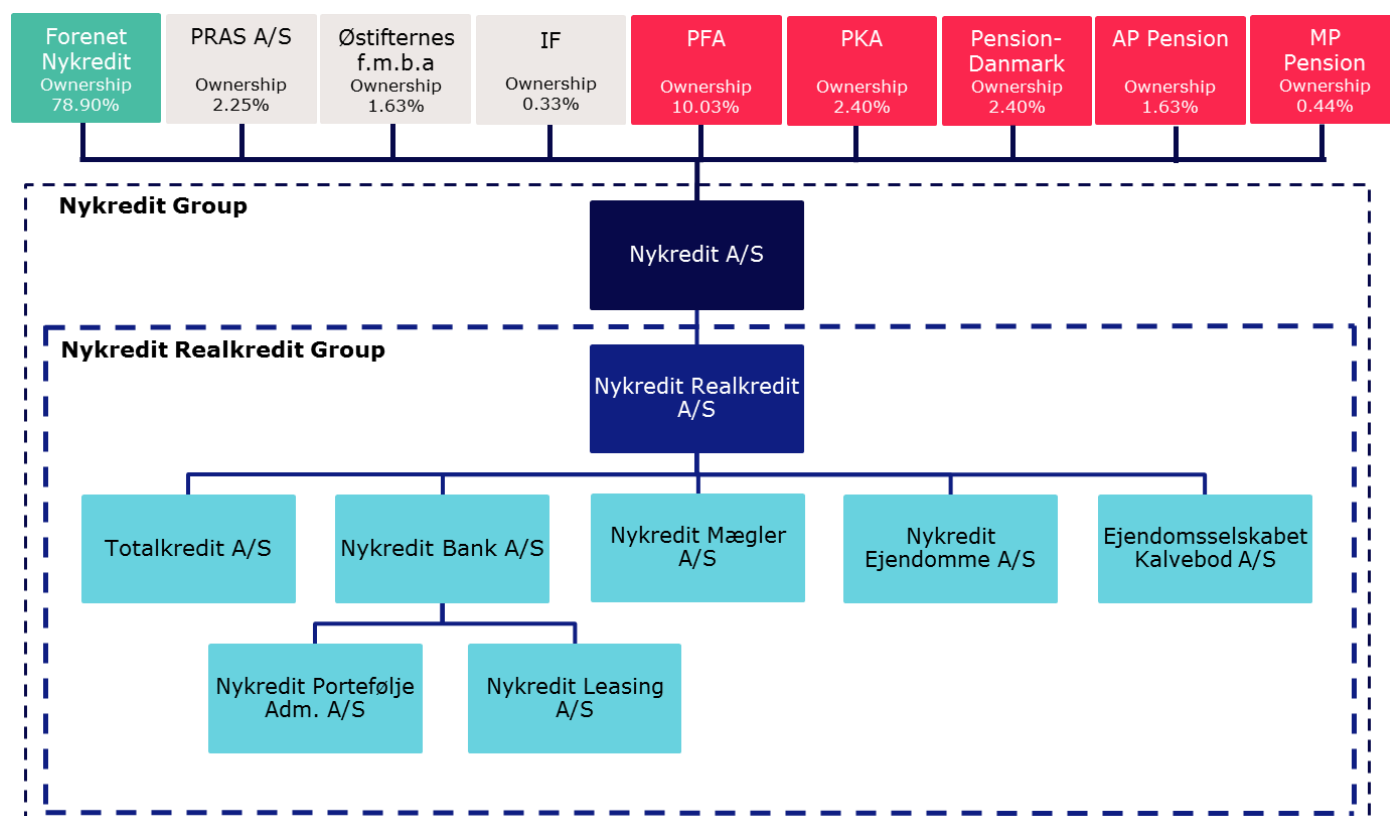 Forenet
Nykredit
Ownership
78.90%
PRAS A/S
Ownership
2.25%
Østifternes
f.m.b.a
Ownership
1.63%
IF
Ownership
0.33%
PFA
Ownership
10.03%
PKA
Ownership
2.40%
Pension-
Danmark
Ownership
2.40%
AP Pension
Ownership
1.63%
MP
Pension
Ownership
0.44%
Nykredit Group
Nykredit A/S
Nykredit Realkredit Group
Nykredit Realkredit
A/S
Totalkredit A/S
Nykredit Bank A/S
Nykredit Mægler
A/S
Nykredit
Ejendomme A/S
Ejendomsselskabet
Kalvebod A/S
Nykredit Portefølje
Adm. A/S
Nykredit Leasing
A/S